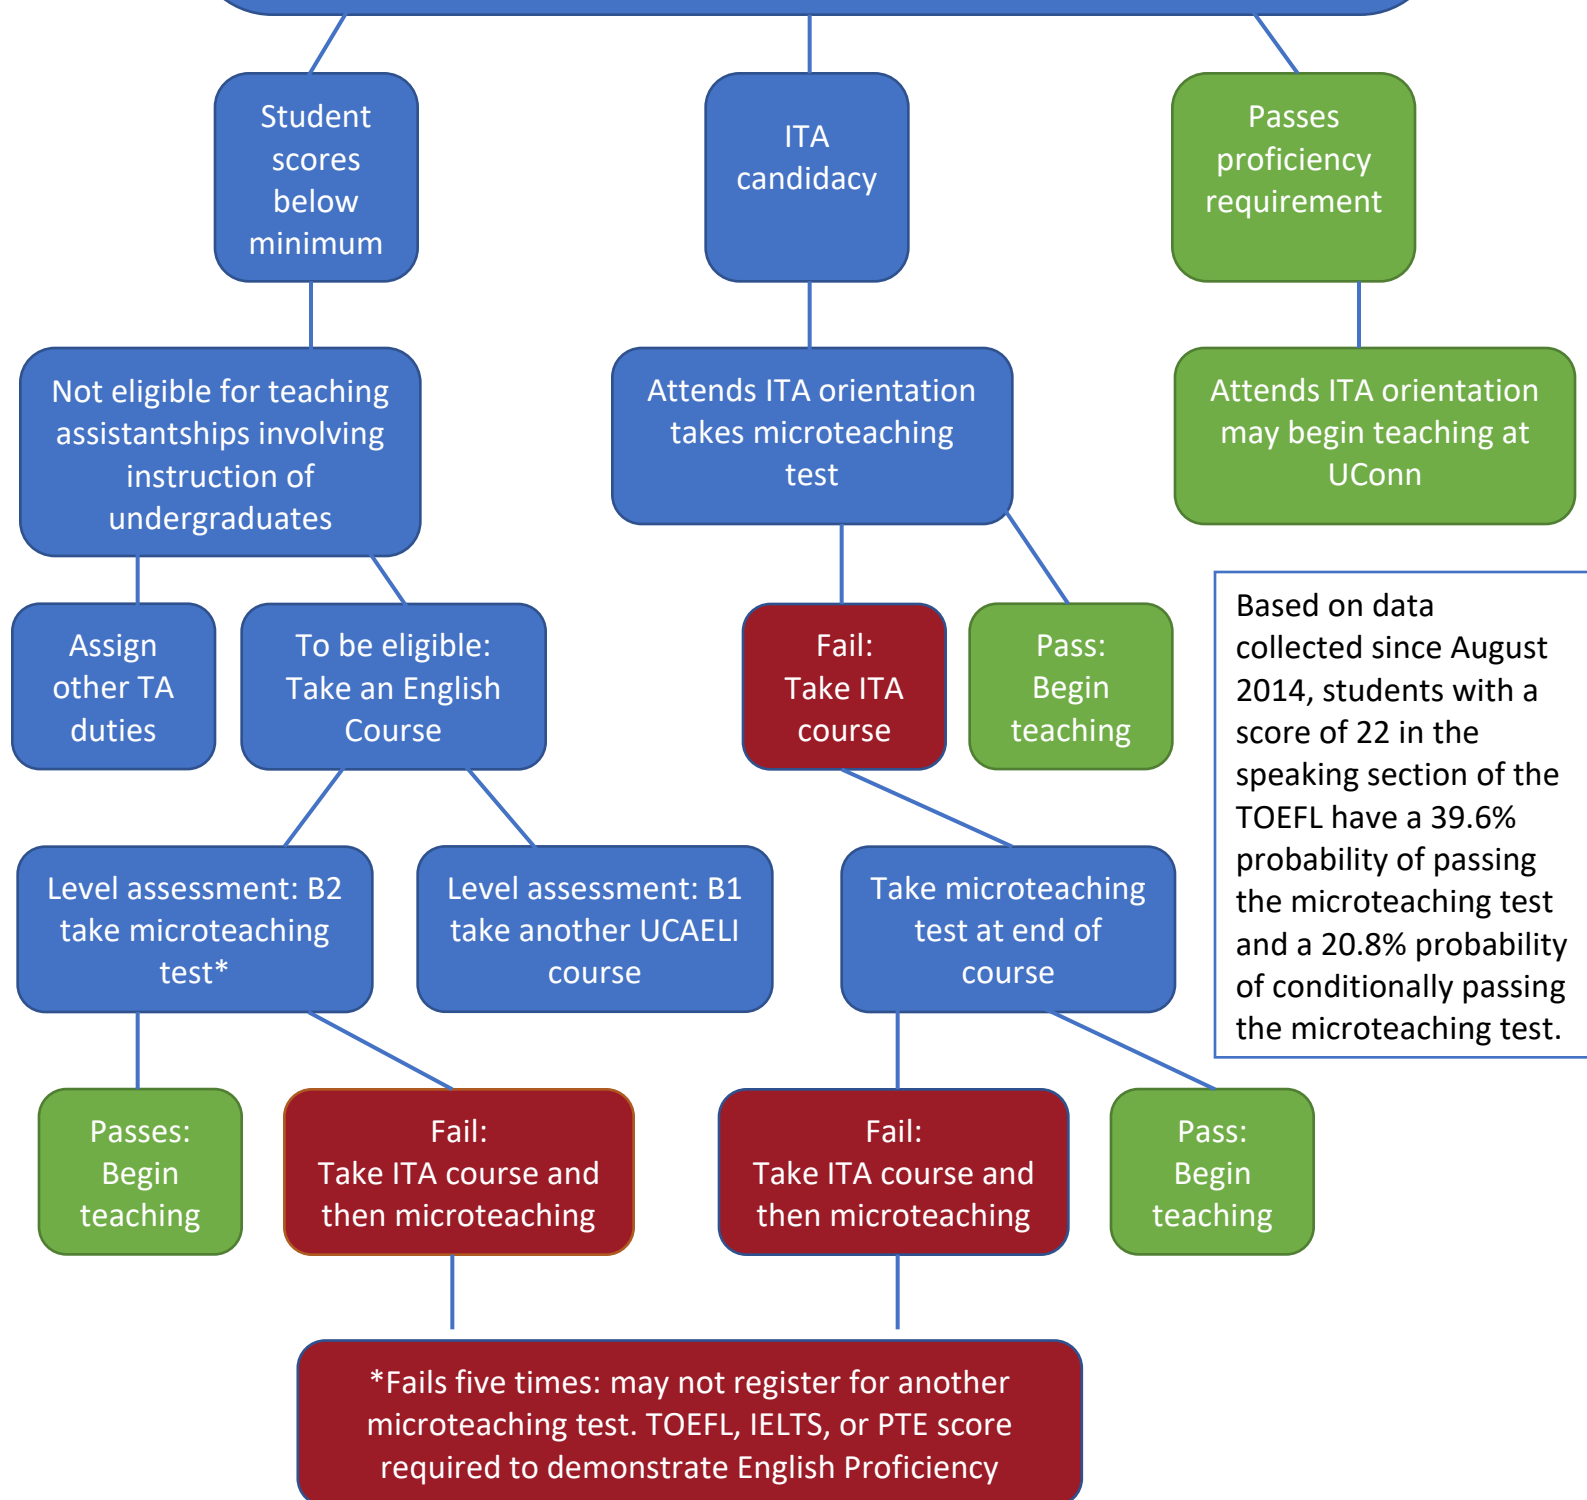 Student
scores
below
minimum
ITA
candidacy
Passes
proficiency
requirement
Not eligible for teaching
assistantships involving
instruction of
undergraduates
Attends ITA orientation
takes microteaching
test
Attends ITA orientation
may begin teaching at
UConn
Assign
other TA
duties
To be eligible:
Take an English
Course
Fail:
Take ITA
course
Pass:
Begin
teaching
Based on data
collected since August
2014, students with a
score of 22 in the
speaking section of the
TOEFL have a 39.6%
probability of passing
the microteaching test
and a 20.8% probability
of conditionally passing
the microteaching test.
Level assessment: B2
take microteaching
test*
Level assessment: B1
take another UCAELI
course
Take microteaching
test at end of
course
Passes:
Begin
teaching
Fail:
Take ITA course and
then microteaching
Fail:
Take ITA course and
then microteaching
Pass:
Begin
teaching
*Fails five times: may not register for another
microteaching test. TOEFL, IELTS, or PTE score
required to demonstrate English Proficiency